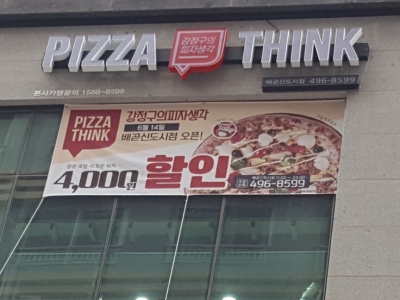 PIZZA 강정구의 피자생각 THINK
본사가맹문의 1588-8599
배곧신도시점 496-8599
PIZZA THINK
강정구의피자생각
6월 14일
배곧신도시점 오픈!
4,000원 할인
496-8599